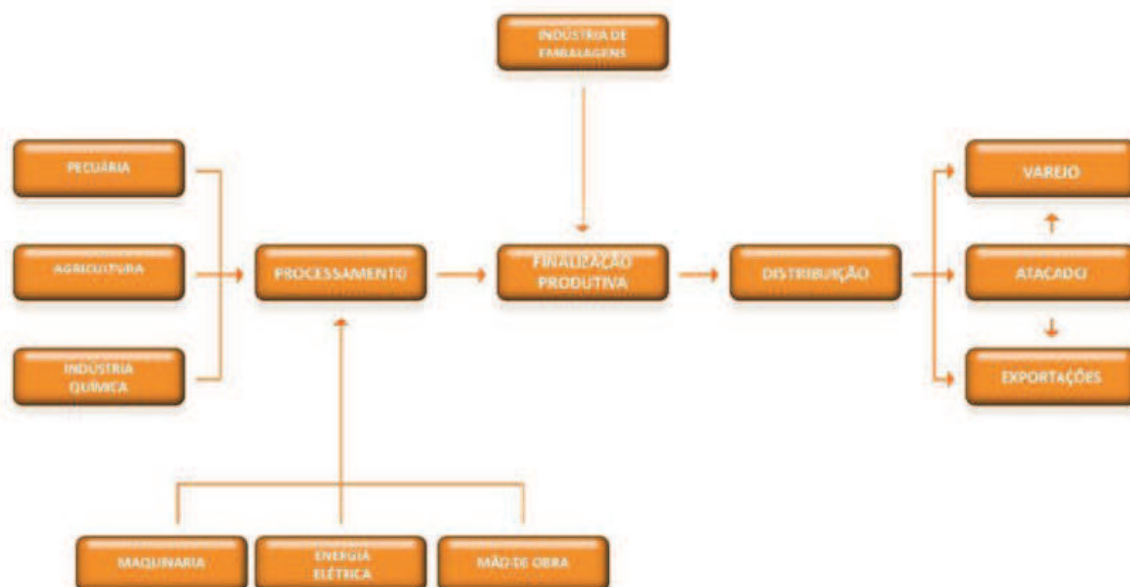 INDÚSTRIA DE
EMBALAGENS
PECUÁRIA
VAREJO
AGRICULTURA
PROCESSAMENTO
FINALIZAÇÃO
PRODUTIVA
DISTRIBUIÇÃO
ATACADO
INDÚSTRIA
QUÍMICA
EXPORTAÇÕES
MAQUINARIA
ENERGIA
ELÉTRICA
MÃO-DE OBRA